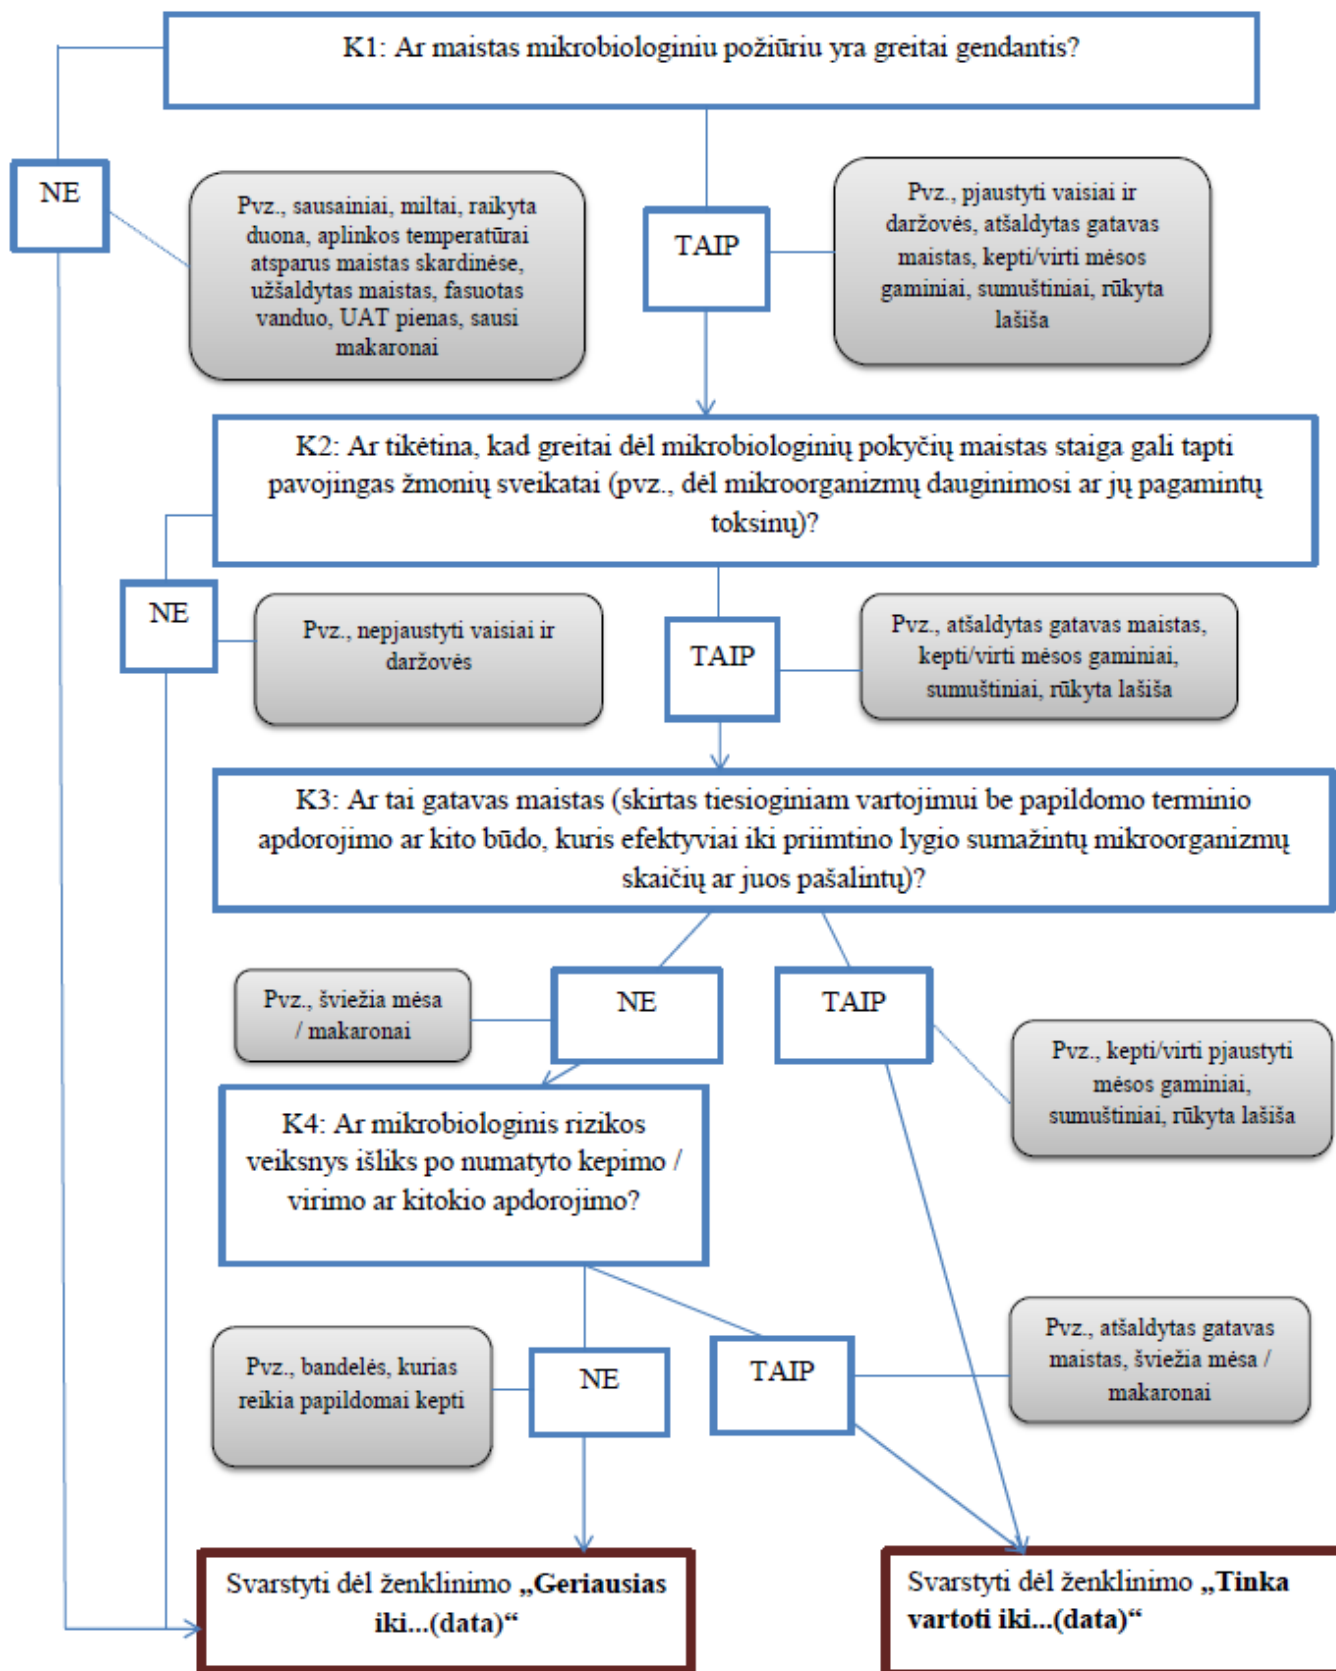 K1: Ar maistas mikrobiologiniu požiūriu yra greitai gendantis?
NE
Pvz., sausainiai, miltai, raikyta
duona, aplinkos temperatūrai
atsparus maistas skardinėse,
užšaldytas maistas, fasuotas
vanduo, UAT pienas, sausi
makaronai
TAIP
Pvz., pjaustyti vaisiai ir
daržovės, atšaldytas gatavas
maistas, kepti/virti mėsos
gaminiai, sumuštiniai, rūkyta
lašiša
K2: Ar tikėtina, kad greitai dėl mikrobiologinių pokyčių maistas staiga gali tapti
pavojingas žmonių sveikatai (pvz., dėl mikroorganizmų dauginimosi ar jų pagamintų
toksinų)?
NE
Pvz., nepjaustyti vaisiai ir
daržovės
TAIP
Pvz., atšaldytas gatavas maistas,
kepti/virti mėsos gaminiai,
sumuštiniai, rūkyta lašiša
K3: Ar tai gatavas maistas (skirtas tiesioginiam vartojimui be papildomo terminio
apdorojimo ar kito būdo, kuris efektyviai iki priimtino lygio sumažintų mikroorganizmų
skaičių ar juos pašalintų)?
Pvz., šviežia mėsa
/ makaronai
NE
TAIP
Pvz., kepti/virti pjaustyti
mėsos gaminiai,
sumuštiniai, rūkyta lašiša
K4: Ar mikrobiologinis rizikos
veiksnys išliks po numatyto kepimo /
virimo ar kitokio apdorojimo?
Pvz., bandelės, kurias
reikia papildomai kepti
NE
TAIP
Pvz., atšaldytas gatavas
maistas, šviežia mėsa /
makaronai
Svarstyti dėl ženklinimo „Geriausias
iki...(data)“
Svarstyti dėl ženklinimo „Tinka
vartoti iki...(data)“